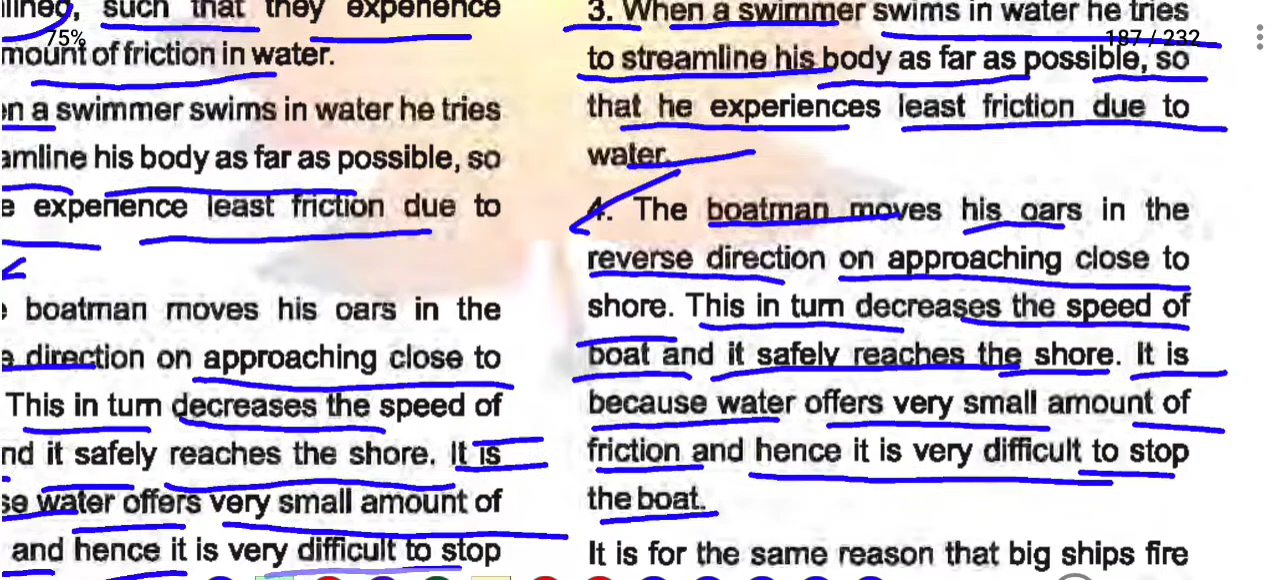 such that they experience
75%
mount of friction in water.
en a swimmer swims in water he tries
amline his body as far as possible, so
e experience least friction due to
boatman moves his oars in the
e direction on approaching close to
This in turn decreases the speed of
nd it safely reaches the shore. It is
se water offers very small amount of
and hence it is very difficult to stop
3. When a swimmer swims in water he tries
187 / 232
to streamline his body as far as possible, so
that he experiences least friction due to
water.
4. The boatman moves his oars in the
reverse direction on approaching close to
shore. This in turn decreases the speed of
boat and it safely reaches the shore. It is
because water offers very small amount of
friction and hence it is very difficult to stop
the boat.
It is for the same reason that big ships fire